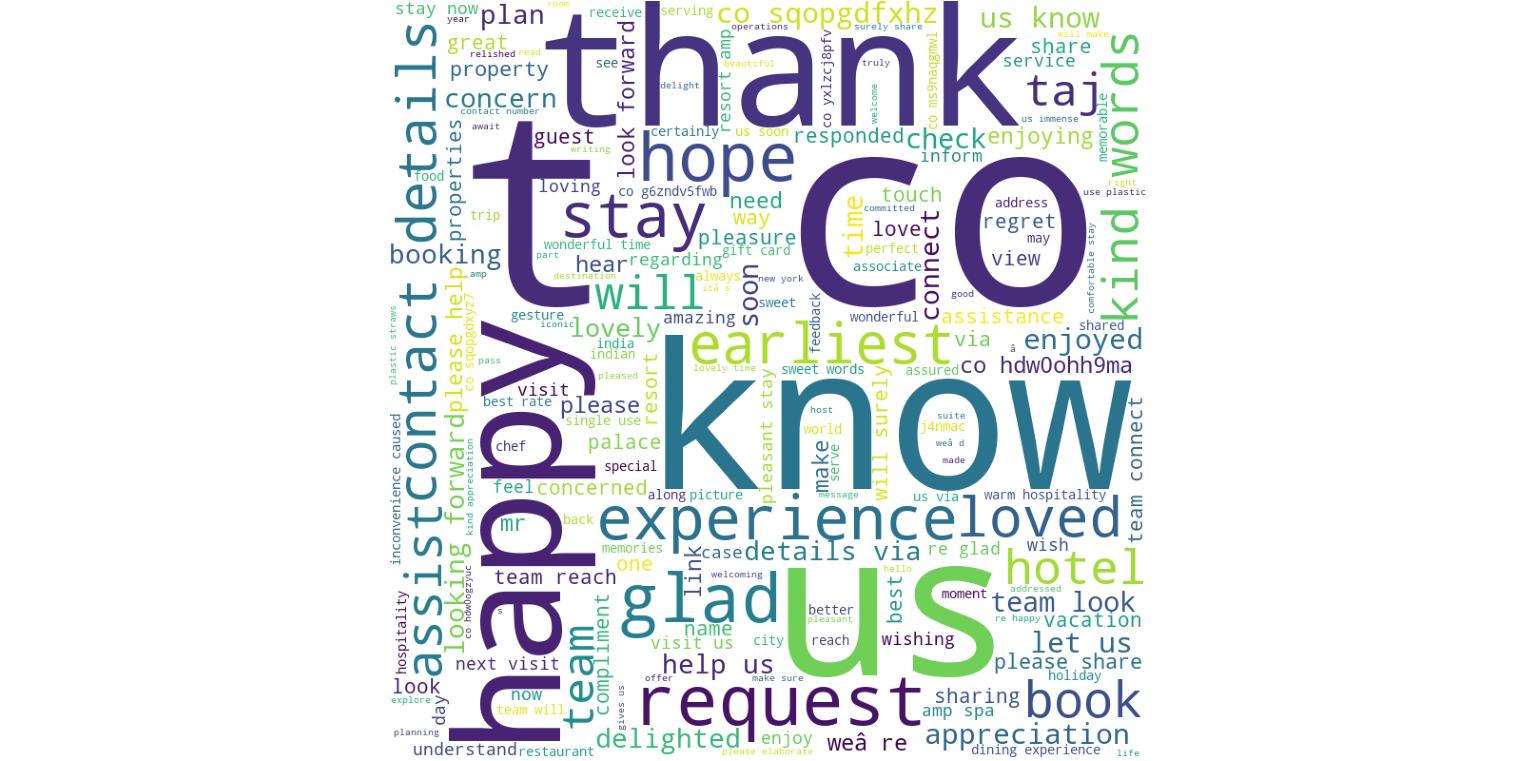 stay now
year
plan
room
receive
serving
co sqopgdfxhz
us know
will make
great
relished
read
operations
surely share
thank
share
service
property
see
look forward
resort amp
beautiful
delight
truly
co yxlzcj8pfv
co ms9naqgmwl
welcome
taj
kind words
details
concern
contact number
await
guest
writing
certainly
us soon
responded
check
enjoying
us immense
memorable
inform
hope
t co
food
properties
loving
co g6zndv5fwb
need
touch
committed
address
regret
may
view
right
use plastic
trip
stay
way
pleasure
time
love
perfect
connect
booking
wonderful time
part
hear
regarding
gift card
associate
comfortable stay
amp
destination
will
always
itâ s
new york
soon
sweet
good
contact
please help
co sqopgdxyz7
gesture
iconic
lovely
amazing
feedback
wonderful
assistance
shared
plastic straws
happy
india
indian
earliest
via
â
enjoyed
pass
pleased
visit
resort
lovely time
sweet words
assured
co hdw0ohh9ma
know
best rate
please
single use
pleasant stay
host
world
suite
j4nmac
weâ d
made
will surely
make
serve
inconvenience caused
looking forward
kind appreciation
chef
palace
special
team connect
feel
concerned
along
picture
message
us via
warm hospitality
assist
mr
back
experience
loved
memories
case
details via
re glad
wish
one
link
team reach
welcoming
hello
hotel
co hdw0ogzyuc
s
glad
us
best
moment
addressed
team look
hospitality
compliment
better
pleasant
re happy
vacation
name
visit us
city
reach
wishing
let us
next visit
team
help us
please share
look
offer
make sure
holiday
explore
day
now
team will
gives us
request
sharing
book
amp spa
planning
understand
restaurant
delighted
enjoy
please elaborate
weâ re
appreciation
dining experience
life